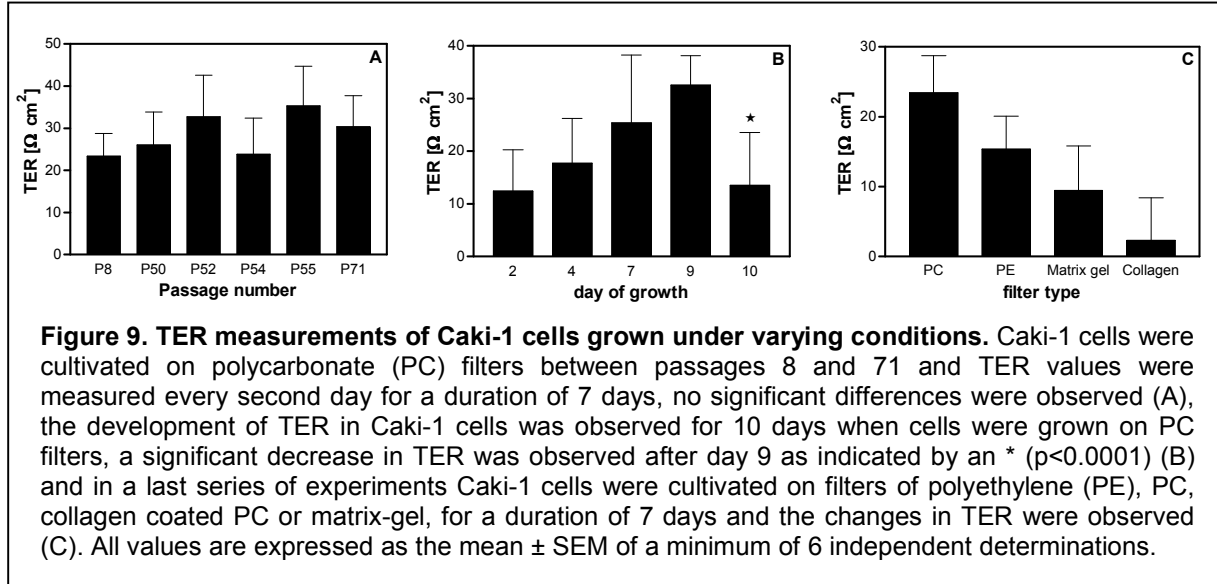 50
40
30
20
10
0
TER [Ω cm²]
A
P8 P50 P52 P54 P55 P71
Passage number
40
30
20
10
0
TER [Ω cm²]
B
★
2 4 7 9 10
day of growth
30
20
10
0
TER [Ω cm²]
C
PC PE Matrix gel Collagen
filter type
Figure 9. TER measurements of Caki-1 cells grown under varying conditions. Caki-1 cells were
cultivated on polycarbonate (PC) filters between passages 8 and 71 and TER values were
measured every second day for a duration of 7 days, no significant differences were observed (A),
the development of TER in Caki-1 cells was observed for 10 days when cells were grown on PC
filters, a significant decrease in TER was observed after day 9 as indicated by an * (p<0.0001) (B)
and in a last series of experiments Caki-1 cells were cultivated on filters of polyethylene (PE), PC,
collagen coated PC or matrix-gel, for a duration of 7 days and the changes in TER were observed
(C). All values are expressed as the mean ± SEM of a minimum of 6 independent determinations.